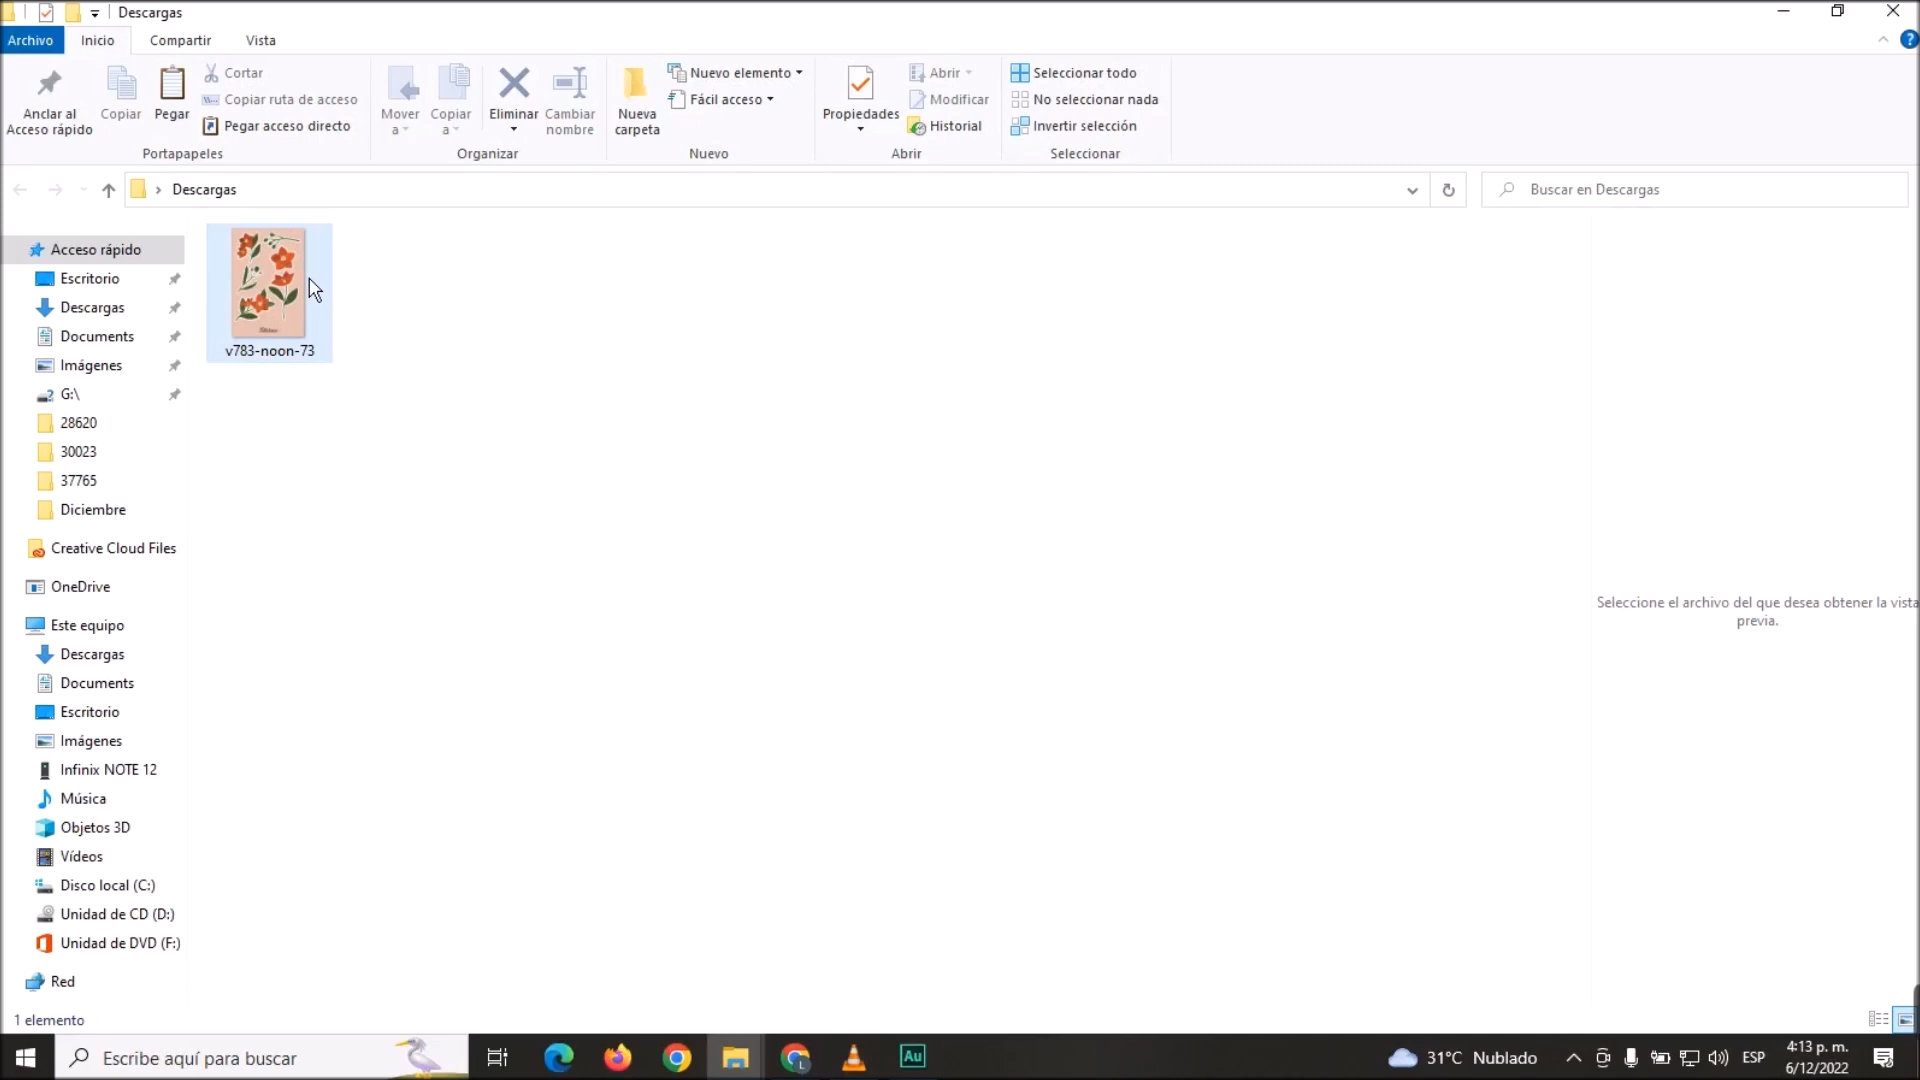 Descargas
Archivo
Inicio
Compartir
Vista
Anclar al
Acceso rápido
Copiar
Pegar
Cortar
Copiar ruta de acceso
Pegar acceso directo
Portapapeles
Mover
a
Copiar
a
Eliminar
Cambiar
nombre
Organizar
Nueva
carpeta
Nuevo elemento
Fácil acceso
Nuevo
Propiedades
Abrir
Modificar
Historial
Abrir
Seleccionar todo
No seleccionar nada
Invertir selección
Seleccionar
Descargas
Buscar en Descargas
Acceso rápido
Escritorio
Descargas
Documents
Imágenes
G:\
28620
30023
37765
Diciembre
Creative Cloud Files
OneDrive
Este equipo
Descargas
Documents
Escritorio
Imágenes
Infinix NOTE 12
Música
Objetos 3D
Vídeos
Disco local (C:)
Unidad de CD (D:)
Unidad de DVD (F:)
Red
v783-noon-73
Seleccione el archivo del que desea obtener la vista
previa.
1 elemento
Escribe aquí para buscar
L
Au
31°C Nublado
ESP
4:13 p. m.
6/12/2022